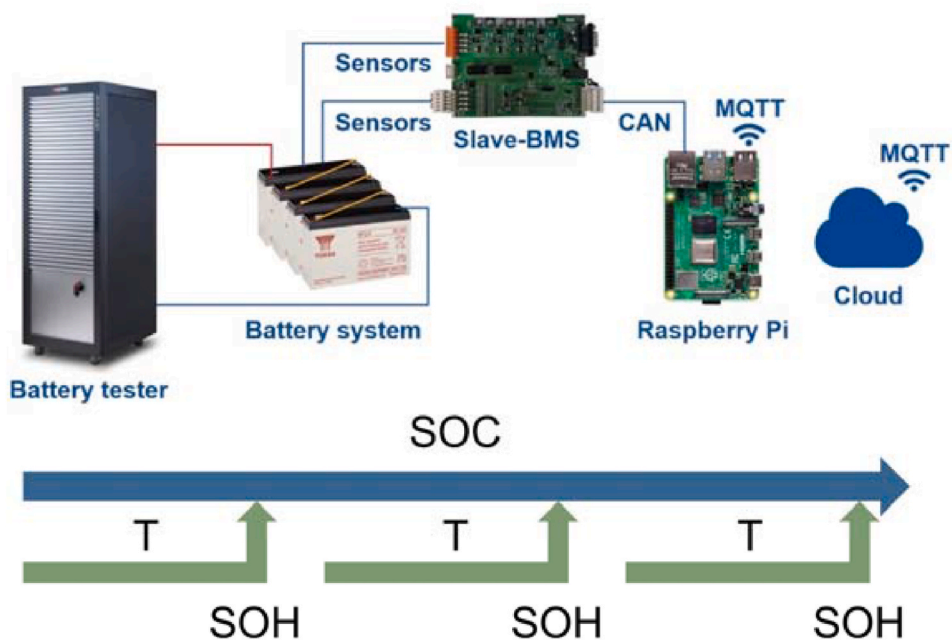 Sensors
MQTT
Sensors
CAN
Slave-BMS
MQTT
Battery system
Raspberry Pi
Cloud
Battery tester
SOC
T
T
T
SOH
SOH
SOH